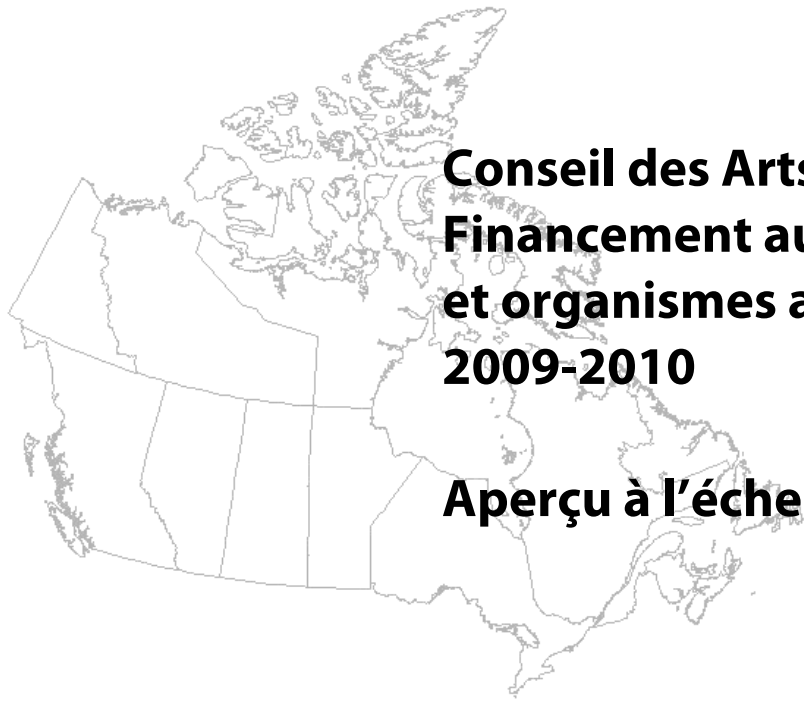 Conseil des Arts
Financement au
et organismes a
2009-2010
Aperçu à l’éche